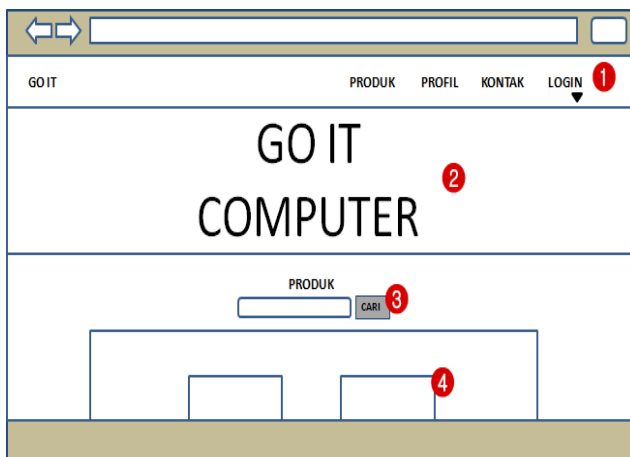 GO IT PRODUK PROFIL KONTAK LOGIN 1
GO IT
COMPUTER
2
PRODUK
CARI 3
4